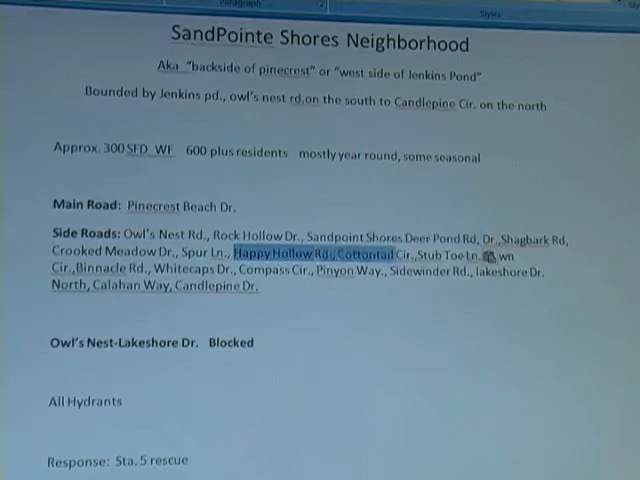 Paragraph
Styles
SandPointe Shores Neighborhood
Aka "backside of pinecrest" or "west side of Jenkins Pond"
Bounded by Jenkins pd., owl's nest rd,on the south to Candlepine Cir. on the north
Approx. 300 SFD WF 600 plus residents mostly year round, some seasonal
Main Road: Pinecrest Beach Dr.
Side Roads: Owl's Nest Rd., Rock Hollow Dr., Sandpoint Shores Deer Pond Rd, Dr.,Shagbark Rd,
Crooked Meadow Dr., Spur Ln., Happy Hollow Rd., Cottontail Cir.,Stub Toe Ln. wn
Cir.,Binnacle Rd., Whitecaps Dr., Compass Cir., Pinyon Way., Sidewinder Rd., lakeshore Dr.
North, Calahan Way, Candlepine Dr.
Owl's Nest-Lakeshore Dr. Blocked
All Hydrants
Response: Sta. 5 rescue